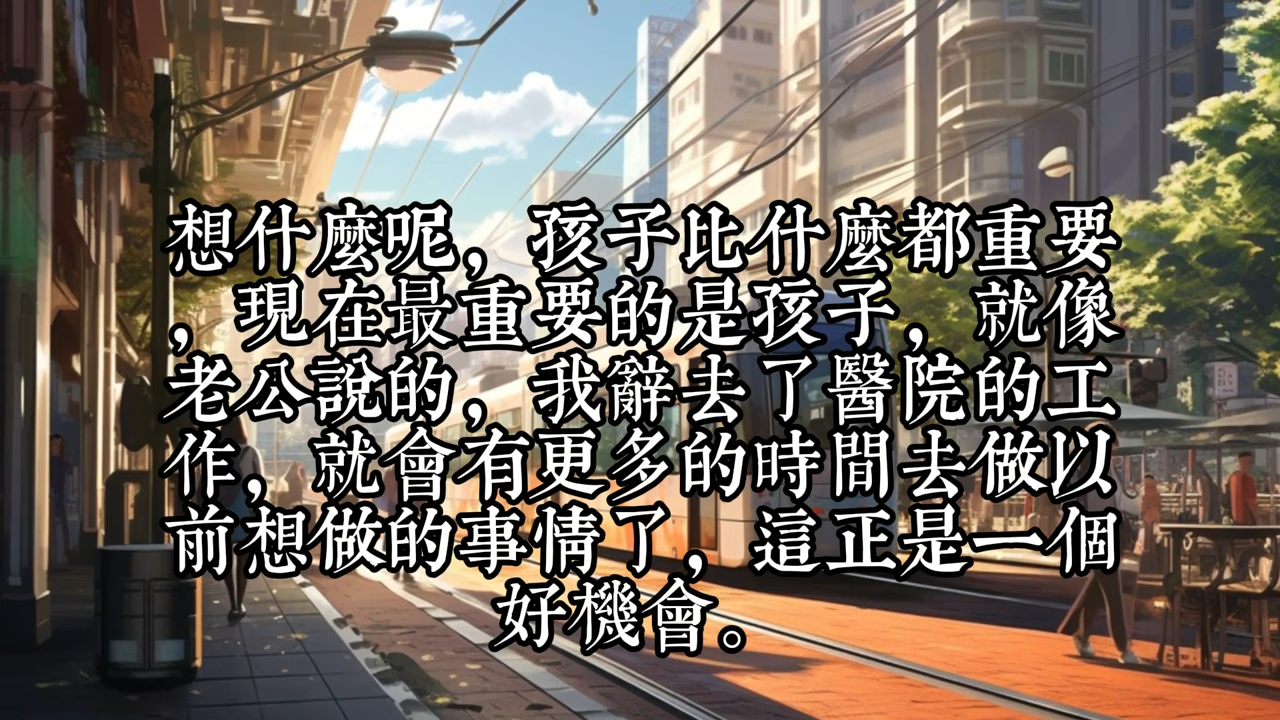 想什麼呢，孩子比什麼都重要
，現在最重要的是孩子，就像
老公說的，我辭去了醫院的工
作，就會有更多的時間去做以
前想做的事情了，這正是一個
好機會。